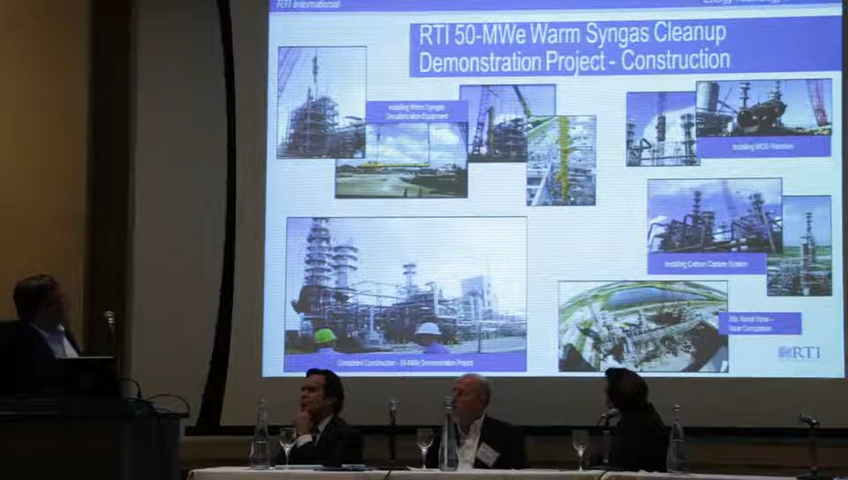 RTI International
RTI 50-MWe Warm Syngas Cleanup
Demonstration Project - Construction
Installing Warm Syngas
Desulfurization Equipment
Installing WGS Reactors
Installing Carbon Capture System
Completed Construction - 50-MWe Demonstration Project
Aerial View -
Near Completion
RTI